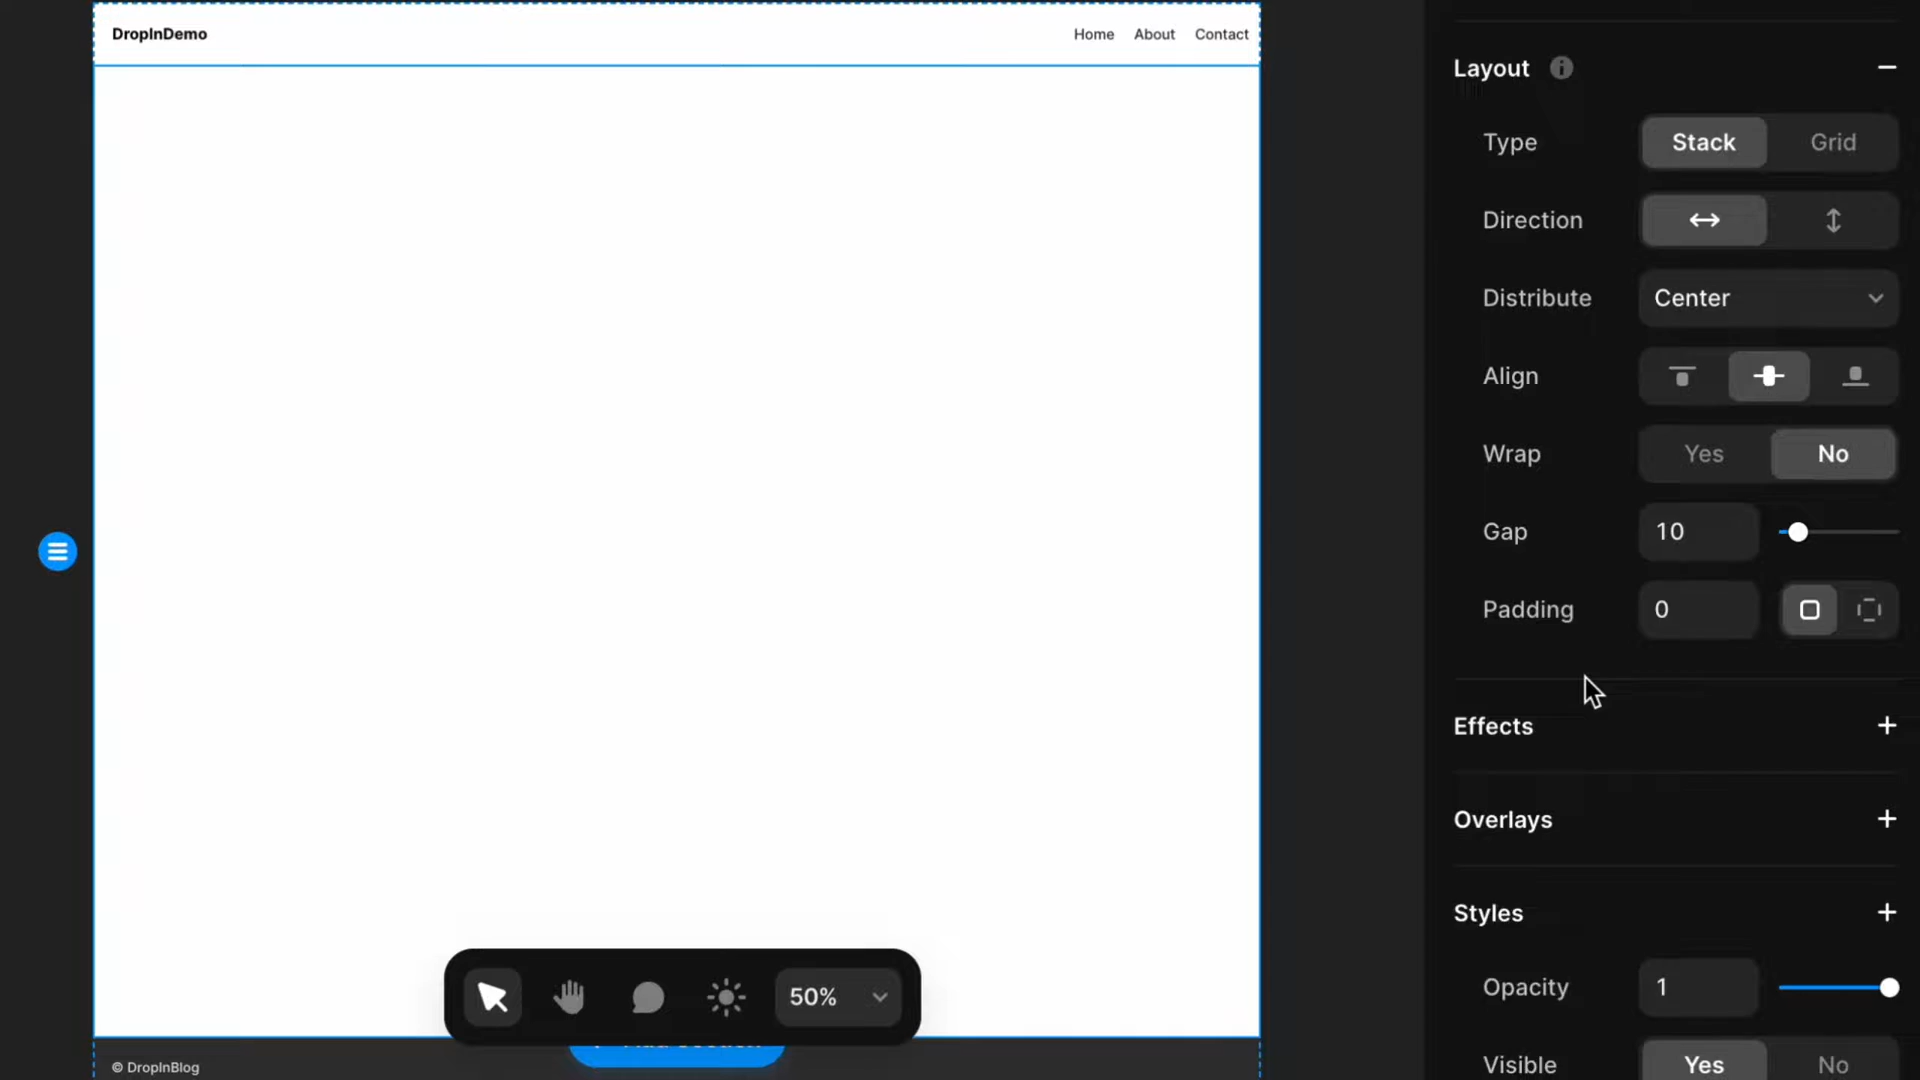 DropInDemo
Home About Contact
© DropInBlog
50%
Layout
Type Stack Grid
Direction
Distribute Center
Align
Wrap Yes No
Gap 10
Padding 0
Effects
Overlays
Styles
Opacity 1
Visible Yes No